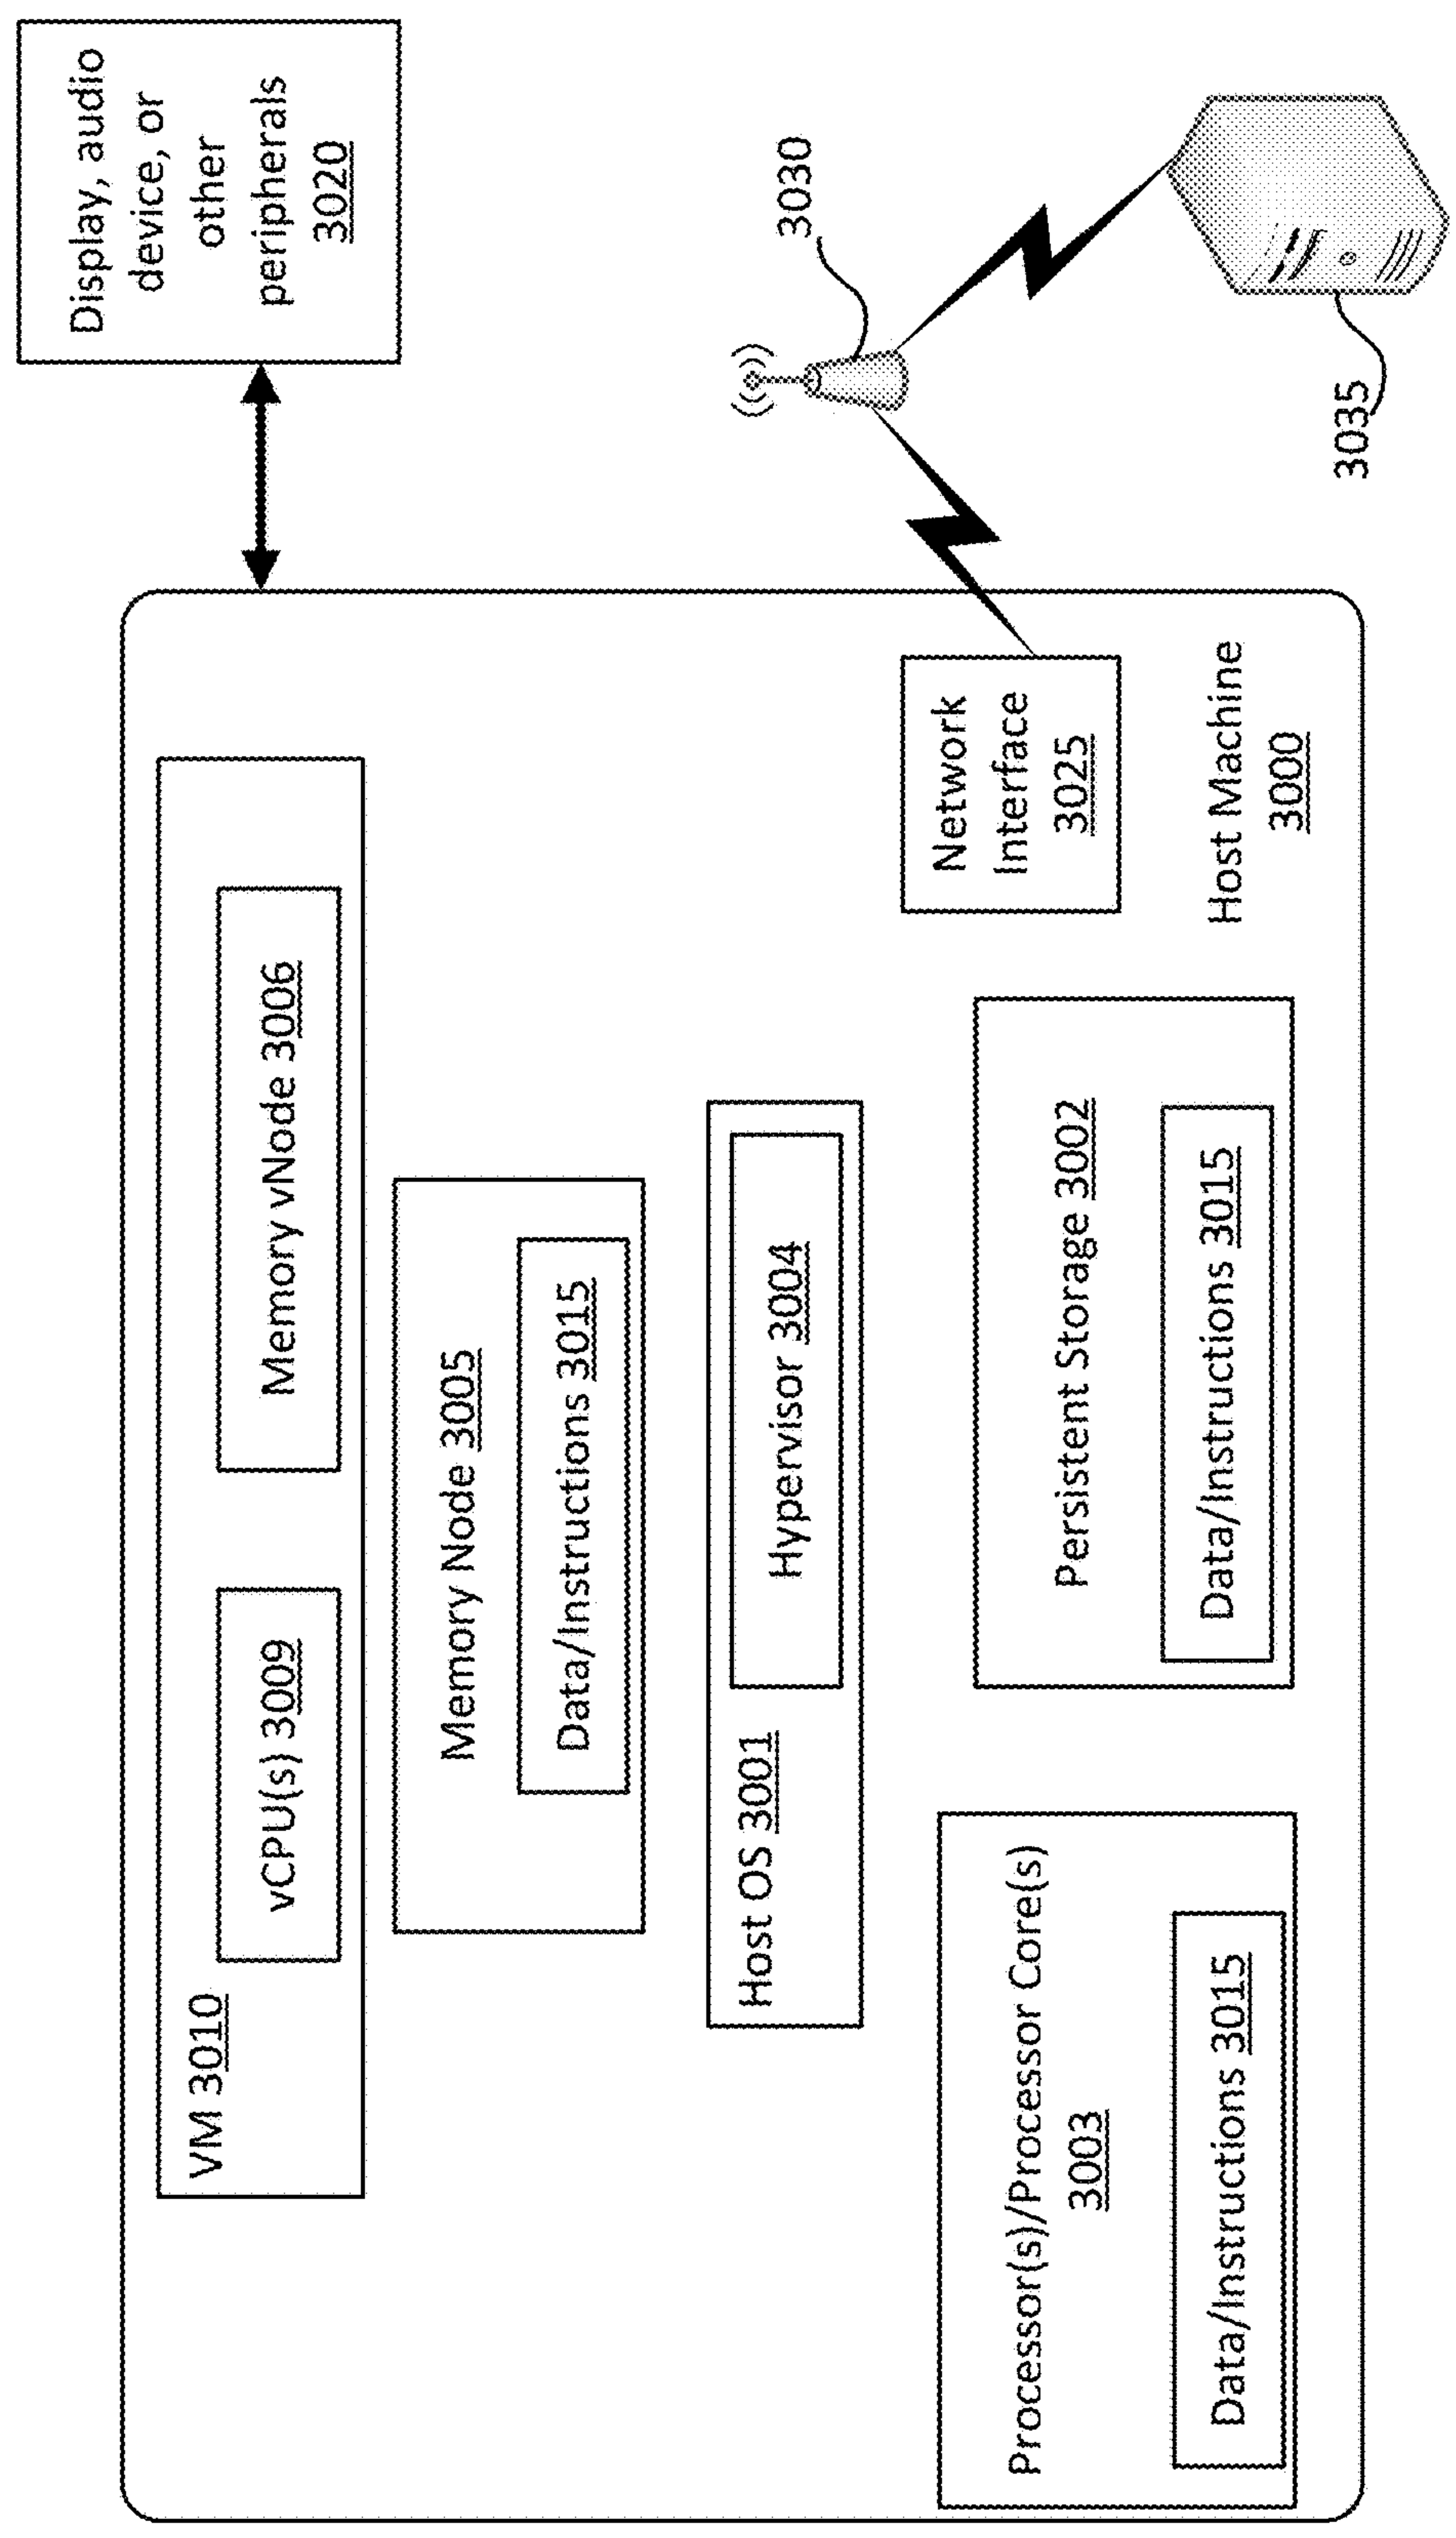 VM 3010
vCPU(s) 3009
Memory vNode 3006
Memory Node 3005
Data/Instructions 3015
Host OS 3001
Hypervisor 3004
Processor(s)/Processor Core(s)
3003
Data/Instructions 3015
Persistent Storage 3002
Data/Instructions 3015
Network
Interface
3025
Host Machine
3000
Display, audio
device, or
other
peripherals
3020
3030
3035